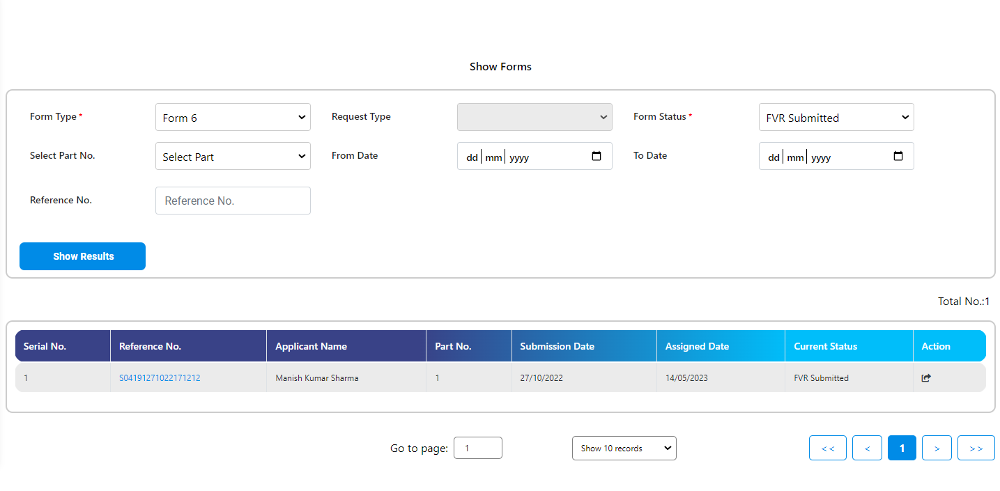 Show Forms
Form Type * Form 6 Request Type Form Status * FVR Submitted
Select Part No. Select Part From Date dd mm yyyy To Date dd mm yyyy
Reference No. Reference No.
Show Results
Total No.:1
Serial No. Reference No. Applicant Name Part No. Submission Date Assigned Date Current Status Action
1 S04191271022171212 Manish Kumar Sharma 1 27/10/2022 14/05/2023 FVR Submitted
Go to page: 1 Show 10 records << < 1 > >>